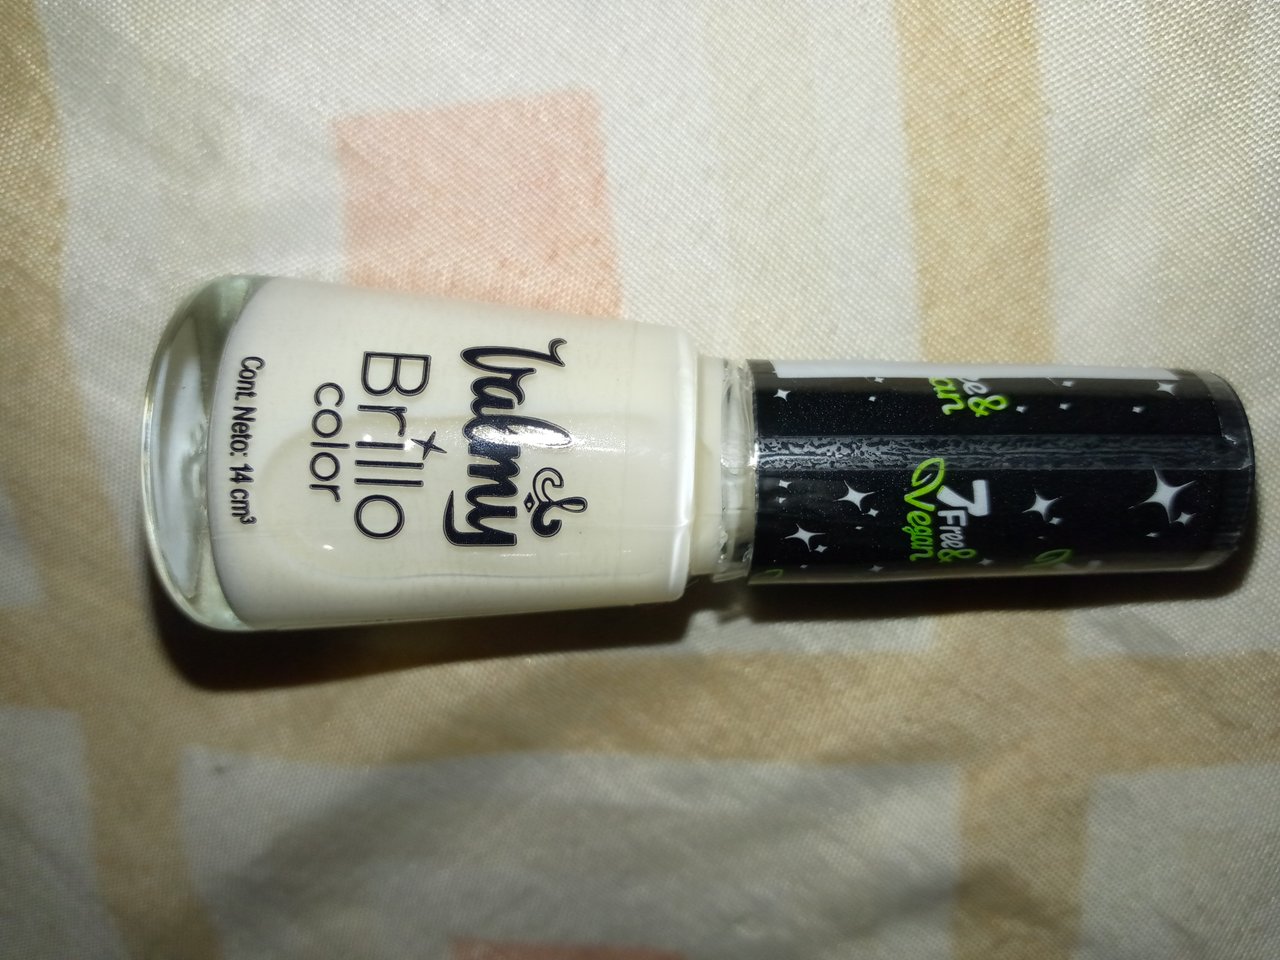 Valmy
Brillo
color
Cont. Neto: 14 cm³
7 Free &
Vegan